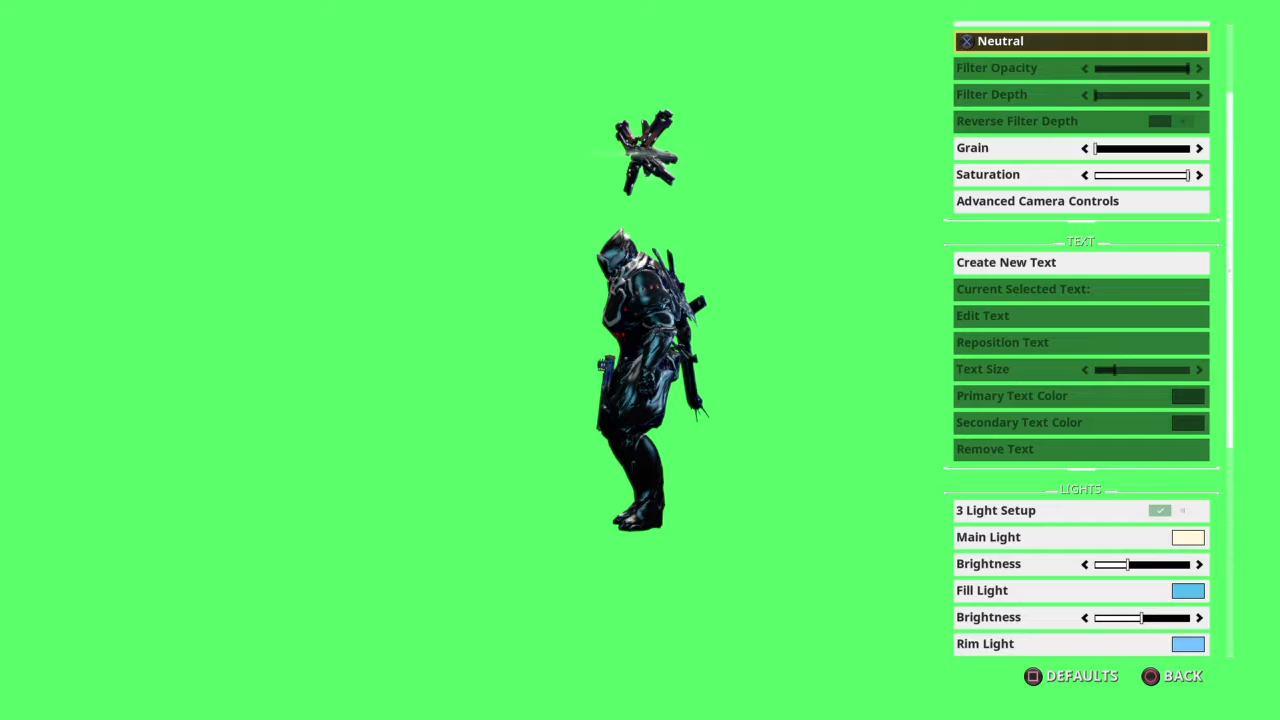 Neutral
Filter Opacity
Filter Depth
Reverse Filter Depth
Grain
Saturation
Advanced Camera Controls
TEXT
Create New Text
Current Selected Text:
Edit Text
Reposition Text
Text Size
Primary Text Color
Secondary Text Color
Remove Text
LIGHTS
3 Light Setup
Main Light
Brightness
Fill Light
Brightness
Rim Light
DEFAULTS BACK